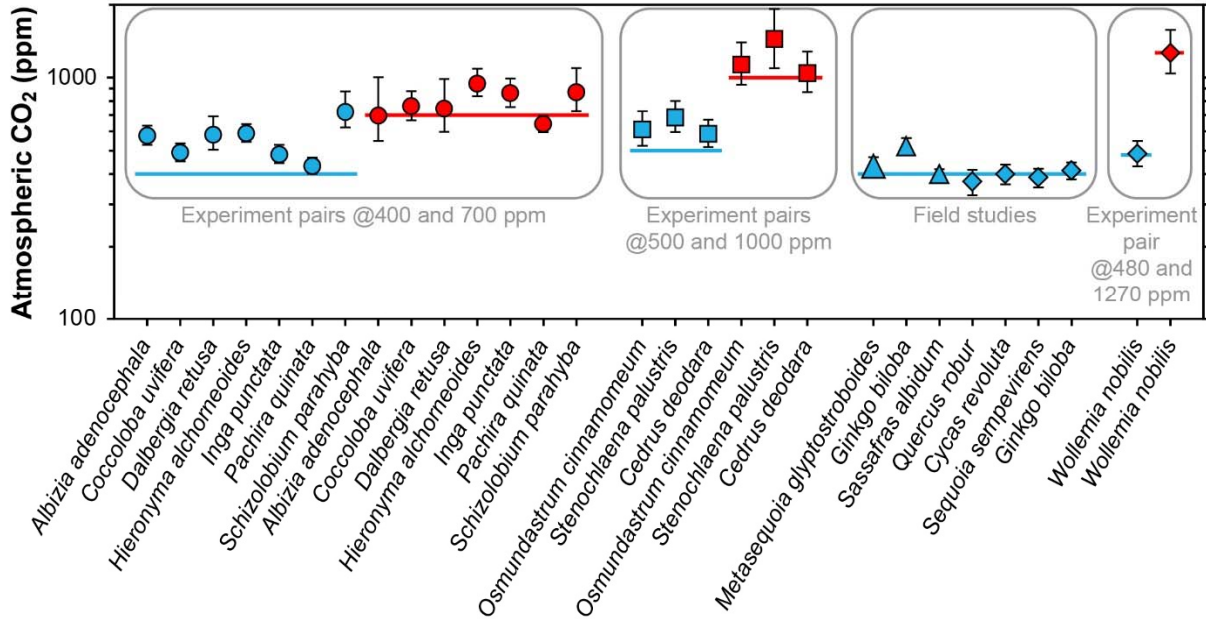 Atmospheric CO₂ (ppm)
1000
100
Experiment pairs @400 and 700 ppm
Experiment pairs
@500 and 1000 ppm
Field studies
Experiment
pair
@480 and
1270 ppm
Albizia adenocephala
Coccoloba uvifera
Dalbergia retusa
Hieronyma alchorneoides
Inga punctata
Pachira quinata
Schizolobium parahyba
Albizia adenocephala
Coccoloba uvifera
Dalbergia retusa
Hieronyma alchorneoides
Inga punctata
Pachira quinata
Schizolobium parahyba
Osmundastrum cinnamomeum
Stenochlaena palustris
Cedrus deodara
Osmundastrum cinnamomeum
Stenochlaena palustris
Cedrus deodara
Metasequoia glyptostroboides
Ginkgo biloba
Sassafras albidum
Quercus robur
Cycas revoluta
Sequoia sempevirens
Ginkgo biloba
Wollemia nobilis
Wollemia nobilis